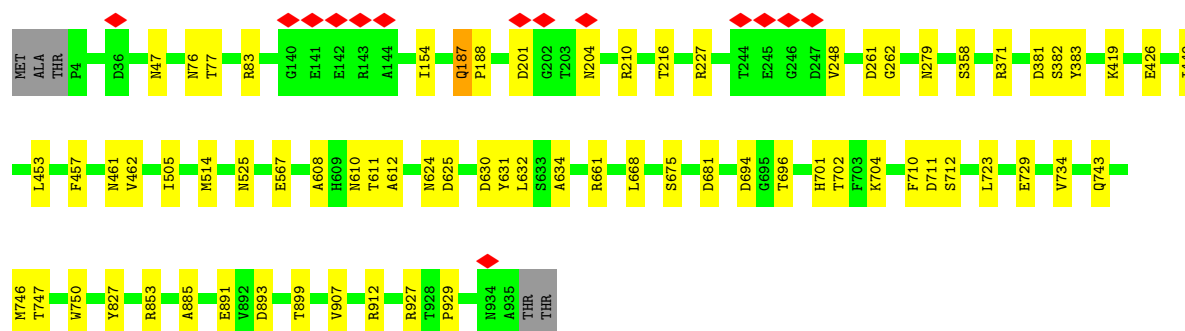 MET ALA THR P4 D36 N47 N76 T77 R83 G140 E141 E142 R143 A144 I154 Q187 P188 D201 G202 T203 N204 R210 T216 R227 T244 E245 G246 D247 V248 D261 G262 N279 S358 R371 D381 S382 Y383 K419 E426
L453 F457 N461 V462 I505 M514 N525 E567 A608 H609 N610 T611 A612 N624 D625 D630 Y631 L632 S633 A634 R661 L668 S675 D681 D694 G695 T696 H701 T702 F703 K704 F710 D711 S712 L723 E729 V734 Q743
M746 T747 W750 Y827 R853 A885 E891 V892 D893 T899 V907 R912 R927 T928 P929 N934 A935 THR THR